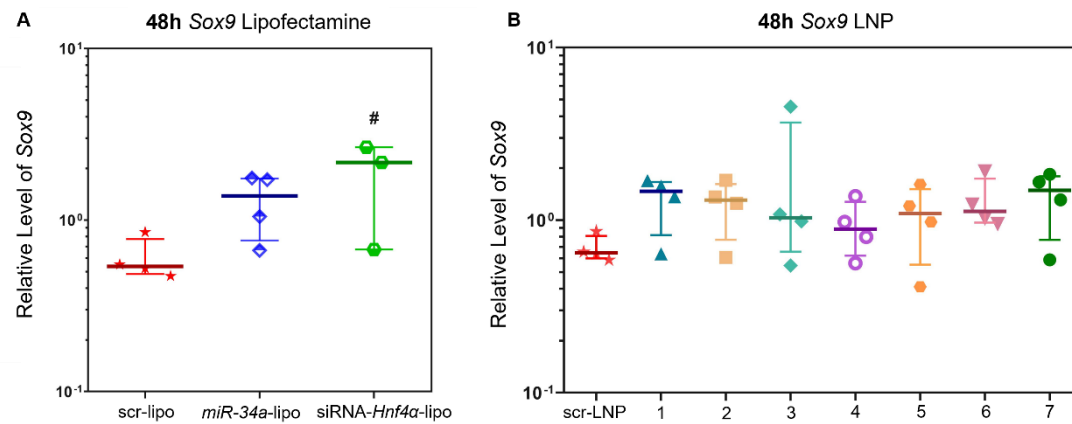 A
48h Sox9 Lipofectamine
Relative Level of Sox9
10¹
10⁰
10⁻¹
#
scr-lipo miR-34a-lipo siRNA-Hnf4α-lipo
B
48h Sox9 LNP
Relative Level of Sox9
10¹
10⁰
10⁻¹
scr-LNP 1 2 3 4 5 6 7